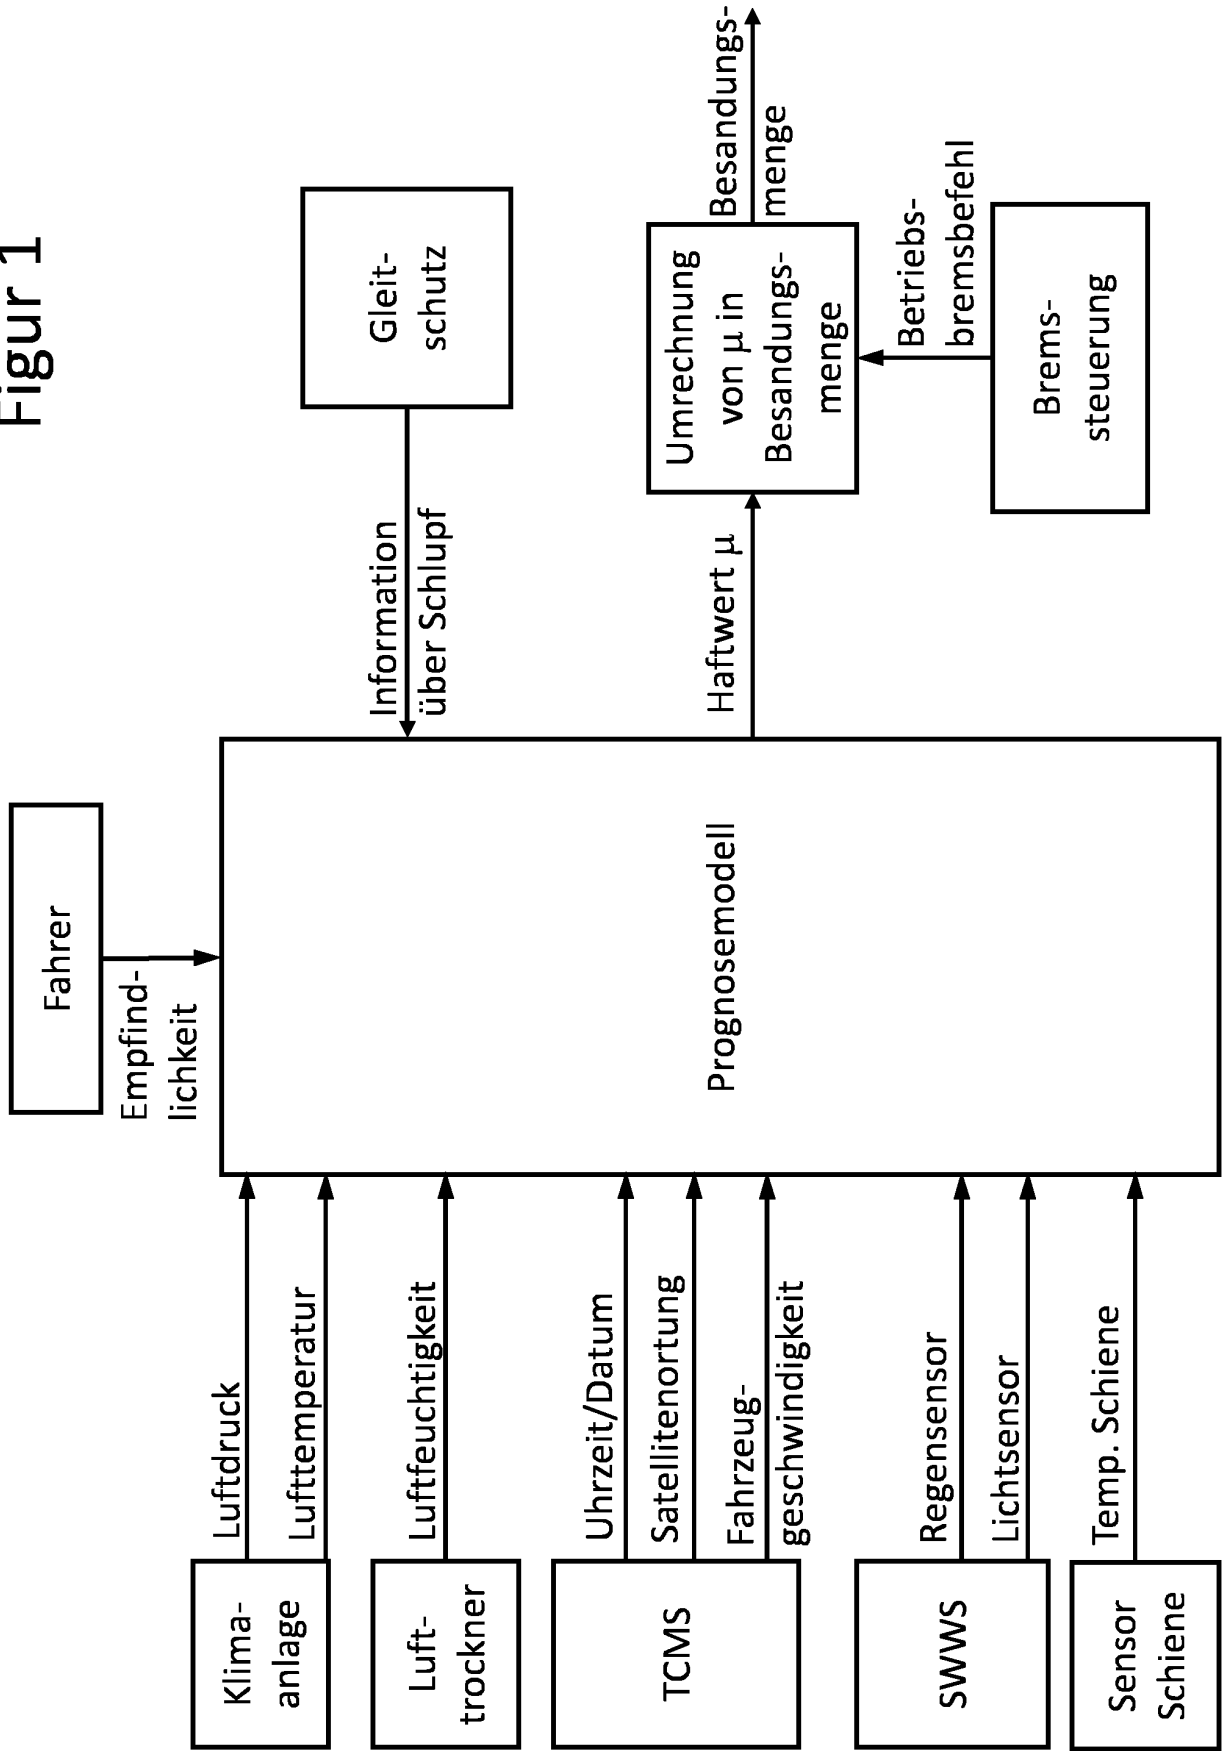 Figur 1
Fahrer
Empfind-
lichkeit
Klima-
anlage
Luftdruck
Lufttemperatur
Luft-
trockner
Luftfeuchtigkeit
TCMS
Uhrzeit/Datum
Satellitenortung
Fahrzeug-
geschwindigkeit
SWWS
Regensensor
Lichtsensor
Sensor
Schiene
Temp. Schiene
Prognosemodell
Information
über Schlupf
Gleit-
schutz
Haftwert µ
Umrechnung
von µ in
Besandungs-
menge
Besandungs-
menge
Betriebs-
bremsbefehl
Brems-
steuerung